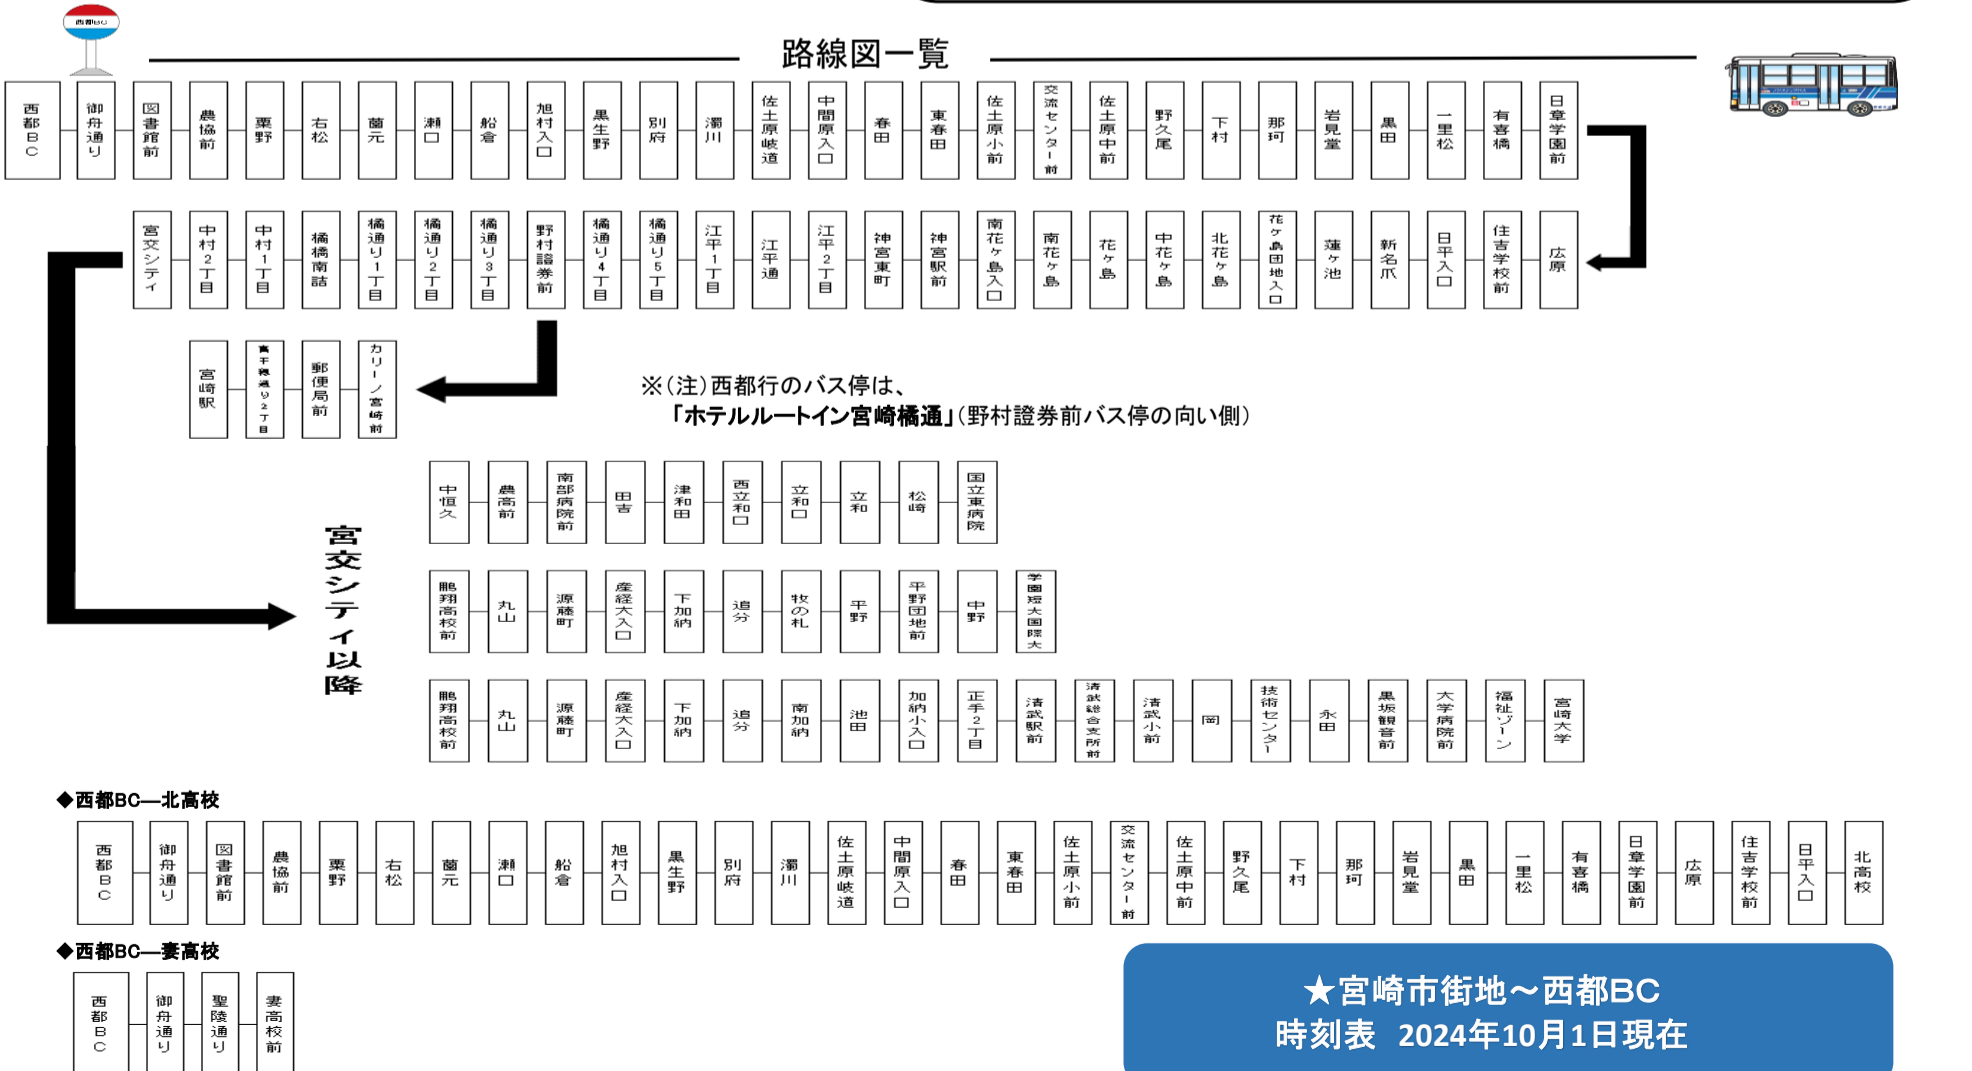 西都BC
路線図一覧
西都BC
御舟通り
図書館前
農協前
粟野
右松
薗元
瀬口
船倉
旭村入口
黒生野
別府
濁川
佐土原岐道
中間原入口
春田
東春田
佐土原小前
交流センター前
佐土原中前
野久尾
下村
那珂
岩見堂
黒田
一里松
有喜橋
日章学園前
宮交シティ
中村2丁目
中村1丁目
橘橋南詰
橘通り1丁目
橘通り2丁目
橘通り3丁目
野村證券前
橘通り4丁目
橘通り5丁目
江平1丁目
江平通
江平2丁目
神宮東町
神宮駅前
南花ヶ島入口
南花ヶ島
花ヶ島
中花ヶ島
北花ヶ島
花ヶ島団地入口
蓮ヶ池
新名爪
日平入口
住吉学校前
広原
宮崎駅
高千穂通り2丁目
郵便局前
カリーノ宮崎前
※(注)西都行のバス停は、
「ホテルルートイン宮崎橘通」(野村證券前バス停の向い側)
宮交シティ以降
中恒久
農高前
南部病院前
田吉
津和田
西立和口
立和口
立和
松崎
国立東病院
鵬翔高校前
丸山
源藤町
産経大入口
下加納
追分
牧の札
平野
平野団地前
中野
学園短大国際大
鵬翔高校前
丸山
源藤町
産経大入口
下加納
追分
南加納
池田
加納小入口
正手2丁目
清武駅前
清武総合支所前
清武小前
岡
技術センター
永田
黒坂観音前
大学病院前
福祉ゾーン
宮崎大学
◆西都BC―北高校
西都BC
御舟通り
図書館前
農協前
粟野
右松
薗元
瀬口
船倉
旭村入口
黒生野
別府
濁川
佐土原岐道
中間原入口
春田
東春田
佐土原小前
交流センター前
佐土原中前
野久尾
下村
那珂
岩見堂
黒田
一里松
有喜橋
日章学園前
広原
住吉学校前
日平入口
北高校
◆西都BC―妻高校
西都BC
御舟通り
聖陵通り
妻高校前
★宮崎市街地～西都BC
時刻表 2024年10月1日現在